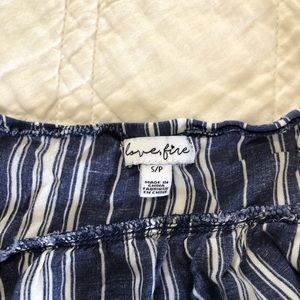 love, fire
S/P
MADE IN
CHINA
FABRIQUÉ
EN CHINE